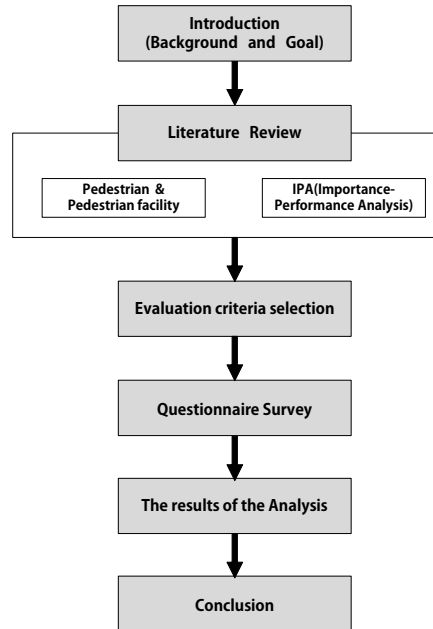 Introduction
(Background and Goal)
Literature Review
Pedestrian &
Pedestrian facility
IPA(Importance-
Performance Analysis)
Evaluation criteria selection
Questionnaire Survey
The results of the Analysis
Conclusion